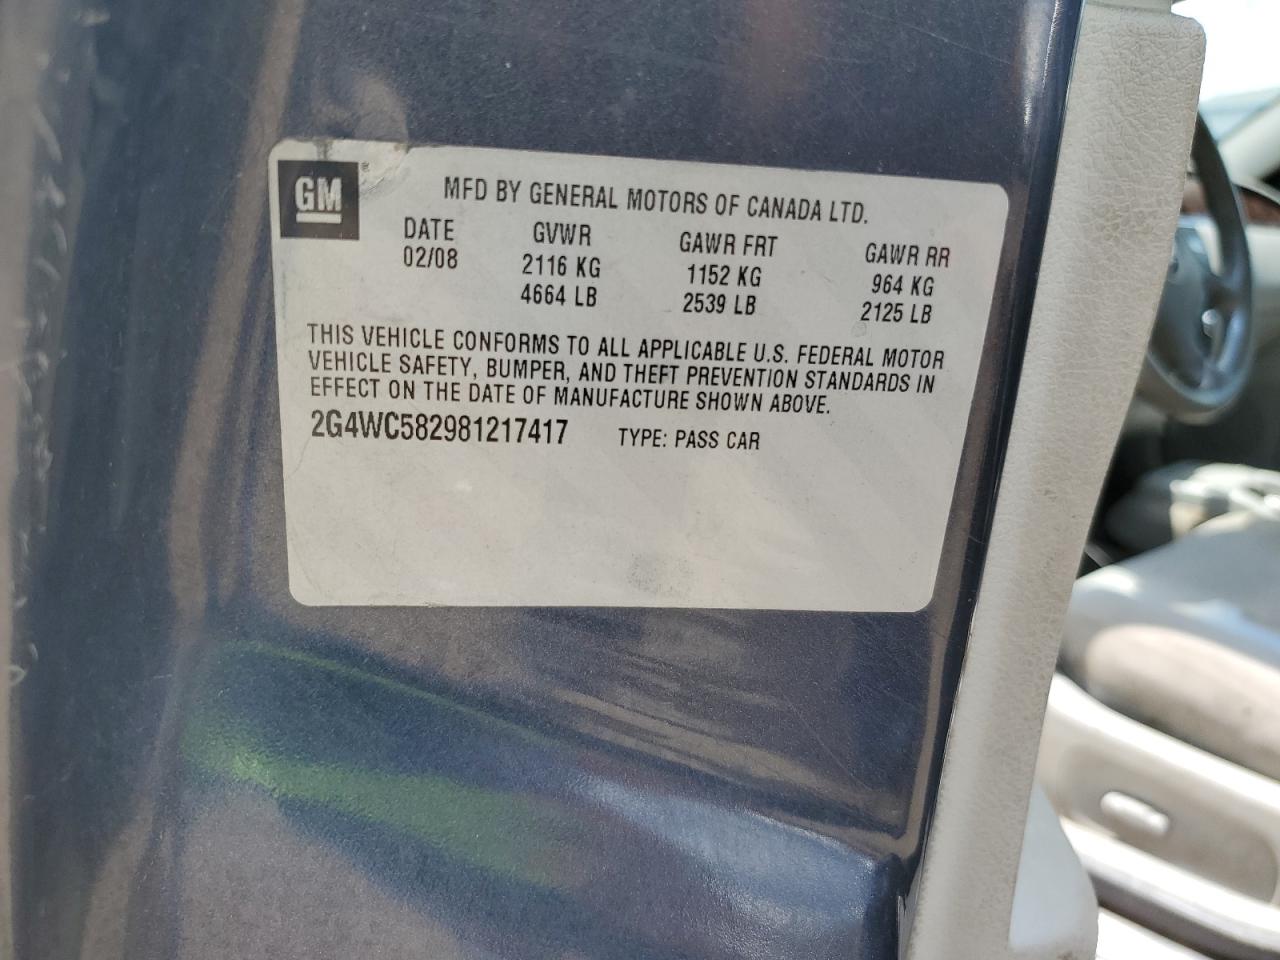 GM ®
MFD BY GENERAL MOTORS OF CANADA LTD.
DATE GVWR GAWR FRT GAWR RR
02/08 2116 KG 1152 KG 964 KG
4664 LB 2539 LB 2125 LB
THIS VEHICLE CONFORMS TO ALL APPLICABLE U.S. FEDERAL MOTOR
VEHICLE SAFETY, BUMPER, AND THEFT PREVENTION STANDARDS IN
EFFECT ON THE DATE OF MANUFACTURE SHOWN ABOVE.
2G4WC582981217417 TYPE: PASS CAR